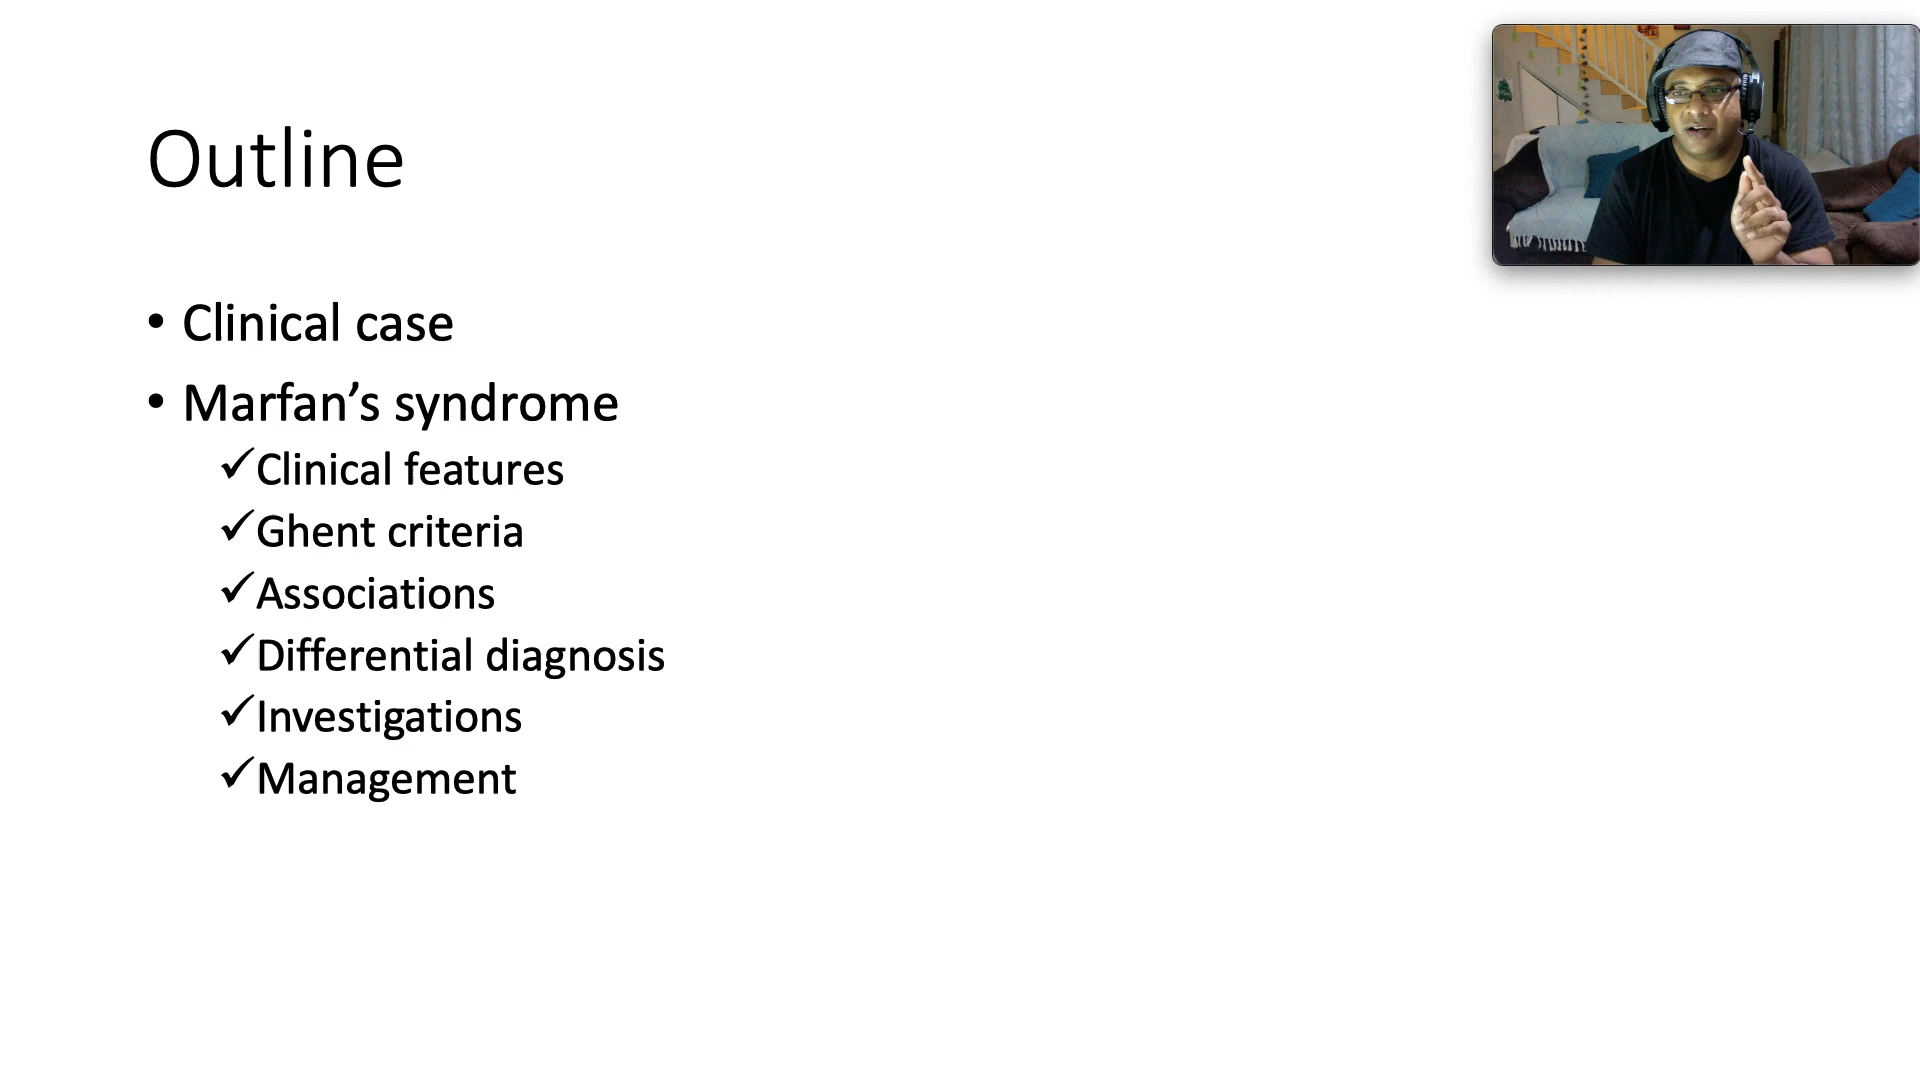 Outline
• Clinical case
• Marfan’s syndrome
✓Clinical features
✓Ghent criteria
✓Associations
✓Differential diagnosis
✓Investigations
✓Management